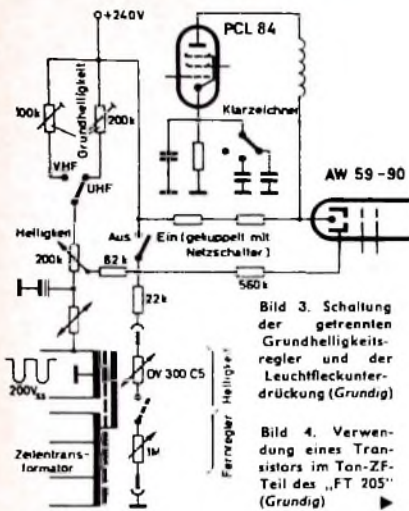 +240V
PCL 84
100k
Grundhelligkeit
200k
Klarzeichner
VHF
UHF
AW 59-90
Helligkeit
200k
Aus
Ein (gekuppelt mit
Netzschalter)
82k
560k
22k
200Vss
DV 300 C5
1M
Helligkeit
Fernregler
Zeilentrans-
formator
Bild 3. Schaltung
der getrennten
Grundhelligkeits-
regler und der
Leuchtfleckunter-
drückung (Grundig)
Bild 4. Verwen-
dung eines Tran-
sistors im Ton-ZF-
Teil des „FT 205"
(Grundig)